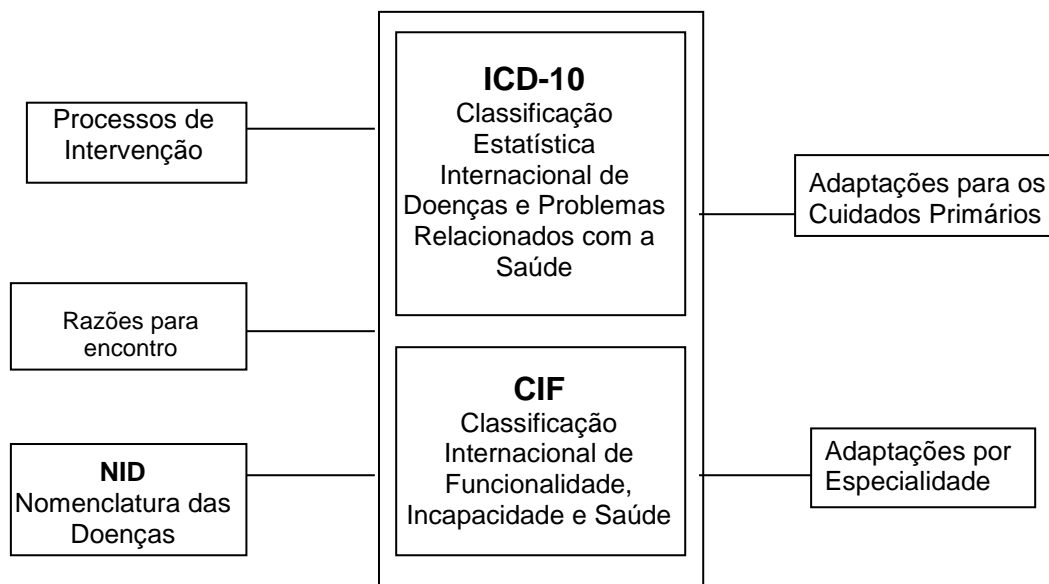 Processos de
Intervenção
Razões para
encontro
NID
Nomenclatura das
Doenças
ICD-10
Classificação
Estatística
Internacional de
Doenças e Problemas
Relacionados com a
Saúde
CIF
Classificação
Internacional de
Funcionalidade,
Incapacidade e Saúde
Adaptações para os
Cuidados Primários
Adaptações por
Especialidade